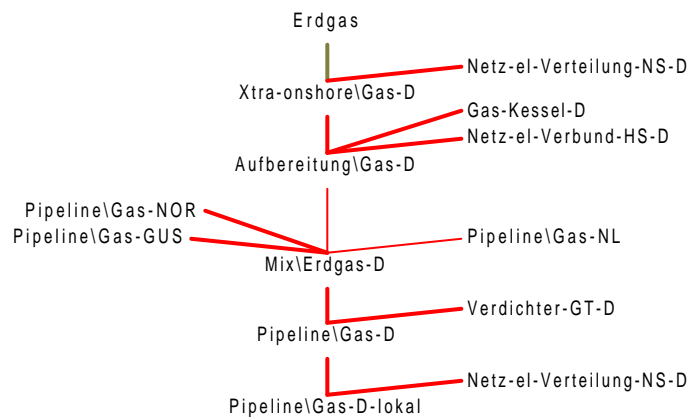 Erdgas
Netz-el-Verteilung-NS-D
Xtra-onshore\Gas-D
Gas-Kessel-D
Netz-el-Verbund-HS-D
Aufbereitung\Gas-D
Pipeline\Gas-NOR
Pipeline\Gas-GUS
Pipeline\Gas-NL
Mix\Erdgas-D
Verdichter-GT-D
Pipeline\Gas-D
Netz-el-Verteilung-NS-D
Pipeline\Gas-D-lokal